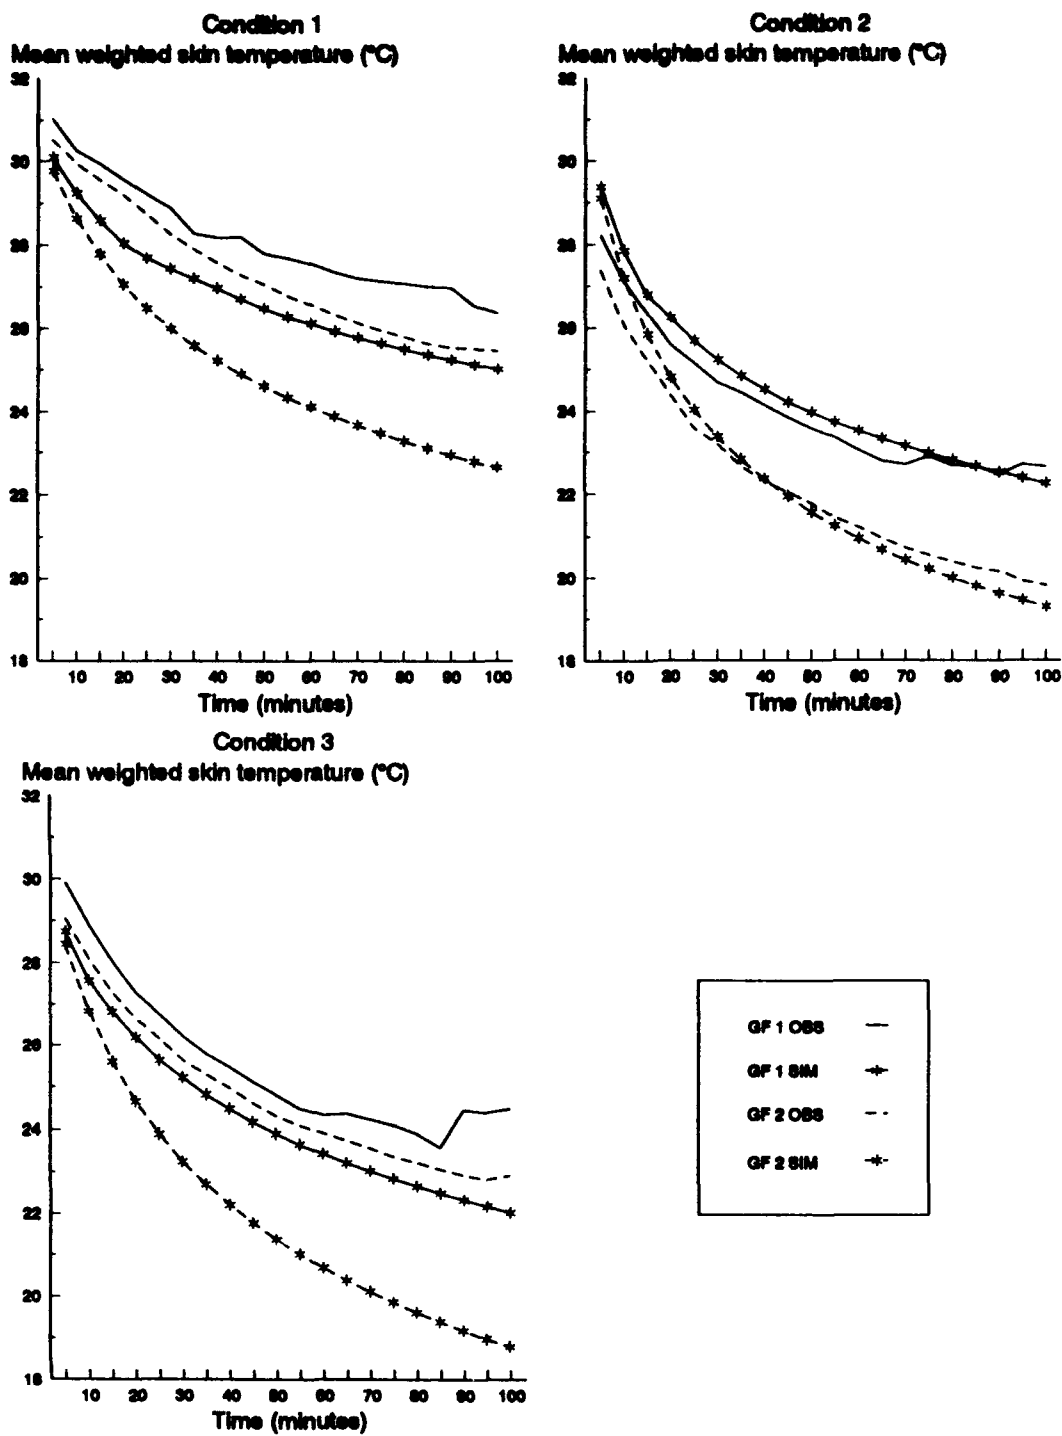 Condition 1
Mean weighted skin temperature (°C)
32
30
28
26
24
22
20
18
10 20 30 40 50 60 70 80 90 100
Time (minutes)
Condition 2
Mean weighted skin temperature (°C)
32
30
28
26
24
22
20
18
10 20 30 40 50 60 70 80 90 100
Time (minutes)
Condition 3
Mean weighted skin temperature (°C)
32
30
28
26
24
22
20
18
10 20 30 40 50 60 70 80 90 100
Time (minutes)
GF 1 OBS
GF 1 SIM
GF 2 OBS
GF 2 SIM